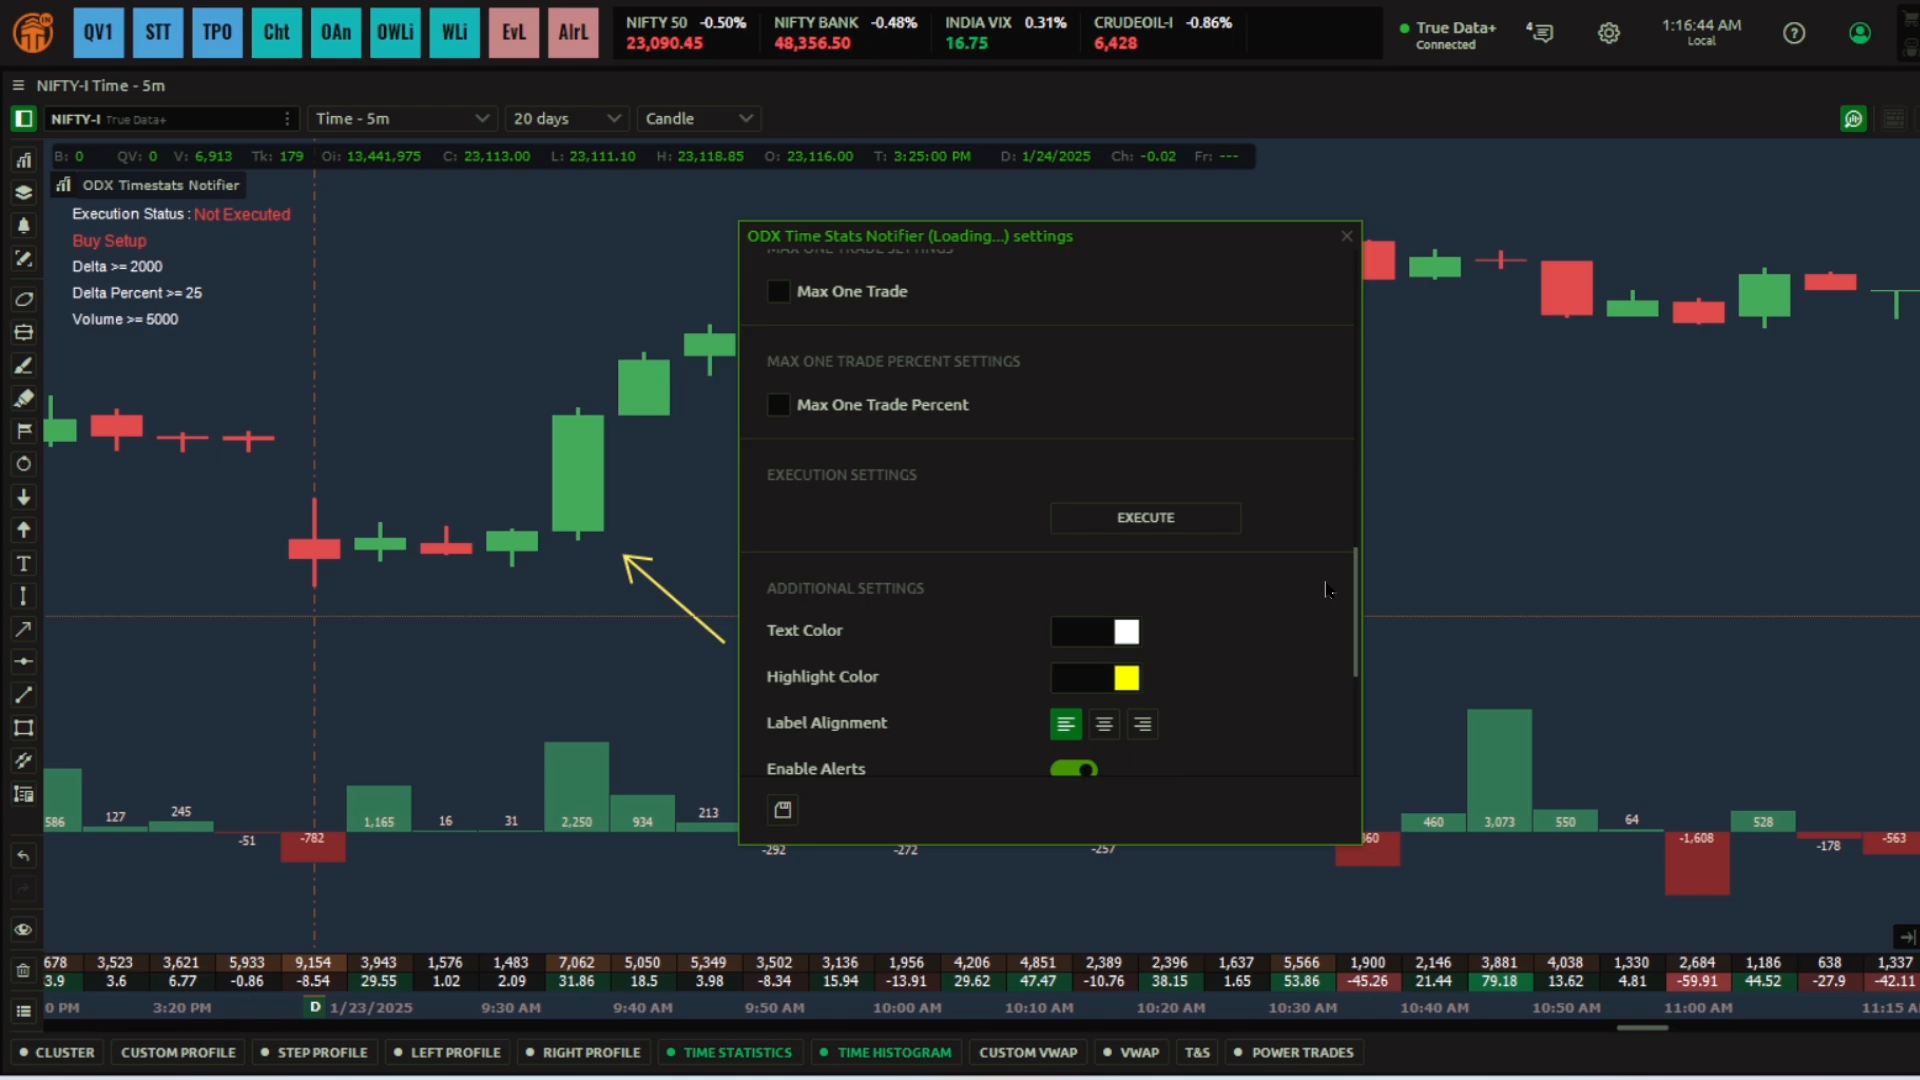 QV1 STT TPO Cht OAn OWLi WLi EvL AlrL
NIFTY 50 -0.50% NIFTY BANK -0.48% INDIA VIX 0.31% CRUDEOIL-I -0.86%
23,090.45 48,356.50 16.75 6,428
True Data+
Connected
4
1:16:44 AM
Local
NIFTY-I Time - 5m
NIFTY-I True Data+ Time - 5m 20 days Candle
B: 0 QV: 0 V: 6,913 Tk: 179 Oi: 13,441,975 C: 23,113.00 L: 23,111.10 H: 23,118.85 O: 23,116.00 T: 3:25:00 PM D: 1/24/2025 Ch: -0.02 Fr: ---
ODX Timestats Notifier
Execution Status : Not Executed
Buy Setup
Delta >= 2000
Delta Percent >= 25
Volume >= 5000
ODX Time Stats Notifier (Loading...) settings
MAX ONE TRADE SETTINGS
Max One Trade
MAX ONE TRADE PERCENT SETTINGS
Max One Trade Percent
EXECUTION SETTINGS
EXECUTE
ADDITIONAL SETTINGS
Text Color
Highlight Color
Label Alignment
Enable Alerts
586 127 245 -51 -782 1,165 16 31 2,250 934 213 -292 -272 -257 460 3,073 550 64 -1,608 528 -178 -563
678 3,523 3,621 5,933 9,154 3,943 1,576 1,483 7,062 5,050 5,349 3,502 3,136 1,956 4,206 4,851 2,389 2,396 1,637 5,566 1,900 2,146 3,881 4,038 1,330 2,684 1,186 638 1,337
3.9 3.6 6.77 -0.86 -8.54 29.55 1.02 2.09 31.86 18.5 3.98 -8.34 15.94 -13.91 29.62 47.47 -10.76 38.15 1.65 53.86 -45.26 21.44 79.18 13.62 4.81 -59.91 44.52 -27.9 -42.11
0 PM 3:20 PM D 1/23/2025 9:30 AM 9:40 AM 9:50 AM 10:00 AM 10:10 AM 10:20 AM 10:30 AM 10:40 AM 10:50 AM 11:00 AM 11:15 A
CLUSTER CUSTOM PROFILE STEP PROFILE LEFT PROFILE RIGHT PROFILE TIME STATISTICS TIME HISTOGRAM CUSTOM VWAP VWAP T&S POWER TRADES